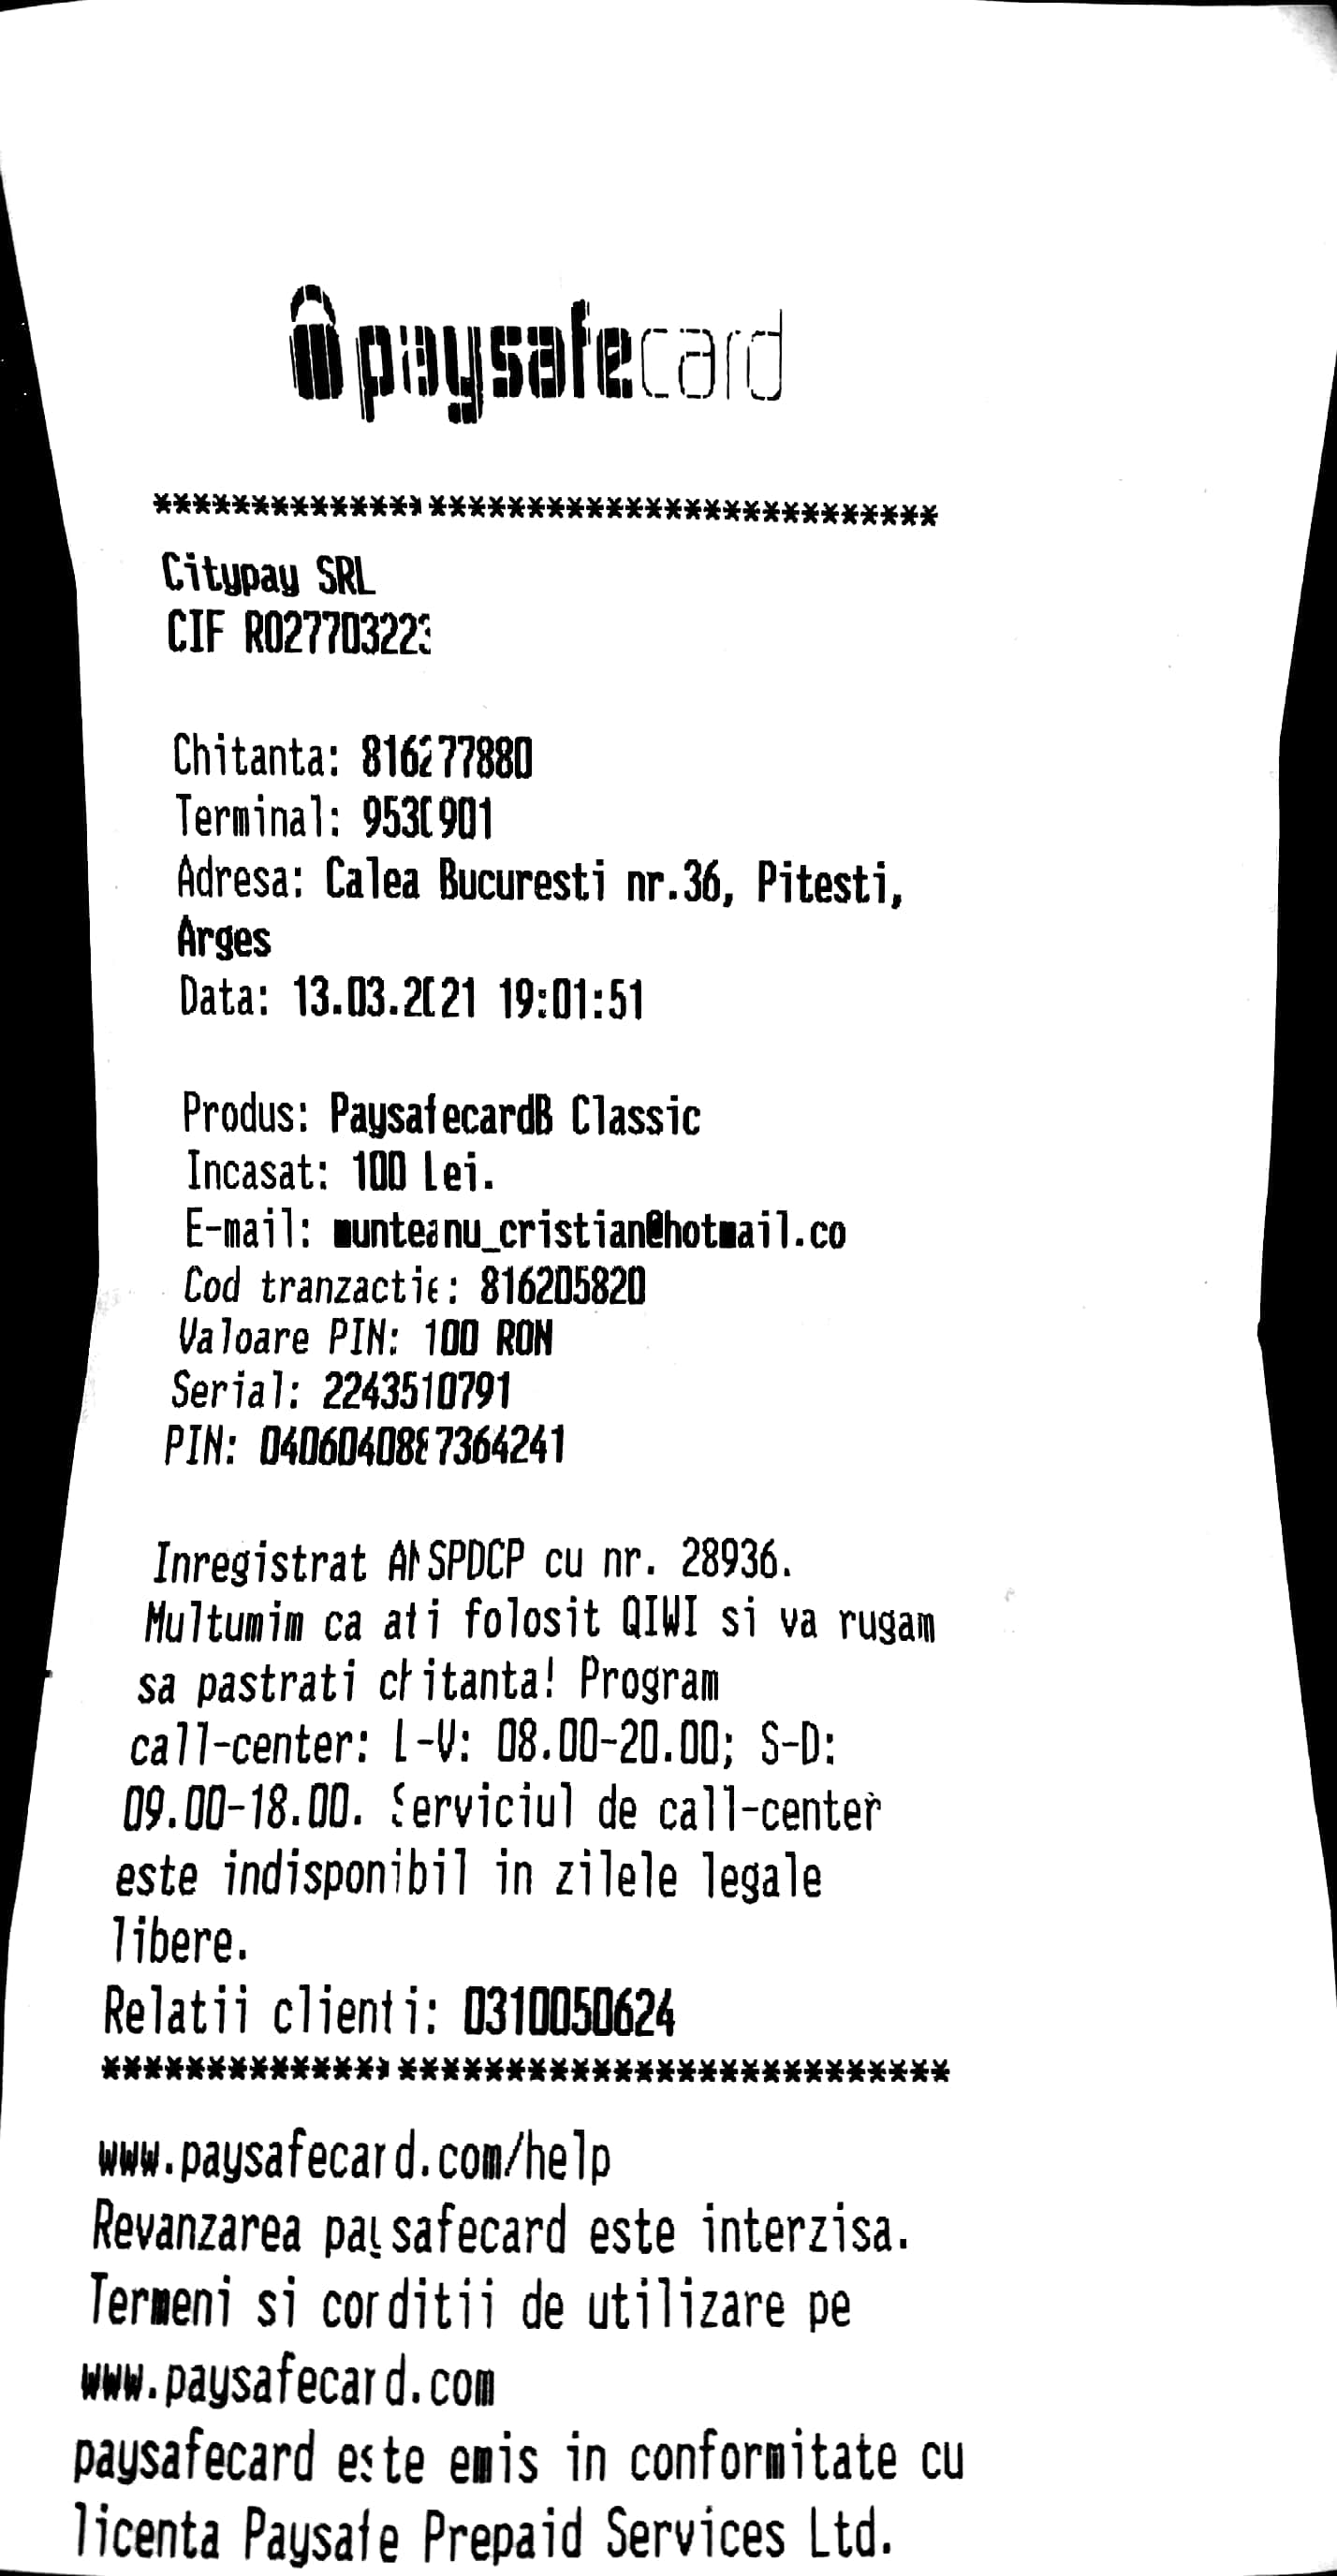 paysafecard
****************************************
Citypay SRL
CIF RO27703223
Chitanta: 816277880
Terminal: 9530901
Adresa: Calea Bucuresti nr.36, Pitesti,
Arges
Data: 13.03.2021 19:01:51
Produs: PaysafecardB Classic
Incasat: 100 Lei.
E-mail: munteanu_cristian@hotmail.co
Cod tranzactie: 816205820
Valoare PIN: 100 RON
Serial: 2243510791
PIN: 0406040887364241
Inregistrat ANSPDCP cu nr. 28936.
Multumim ca ati folosit QIWI si va rugam
sa pastrati chitanta! Program
call-center: L-V: 08.00-20.00; S-D:
09.00-18.00. Serviciul de call-center
este indisponibil in zilele legale
libere.
Relatii clienti: 0310050624
****************************************
www.paysafecard.com/help
Revanzarea paysafecard este interzisa.
Termeni si conditii de utilizare pe
www.paysafecard.com
paysafecard este emis in conformitate cu
licenta Paysafe Prepaid Services Ltd.